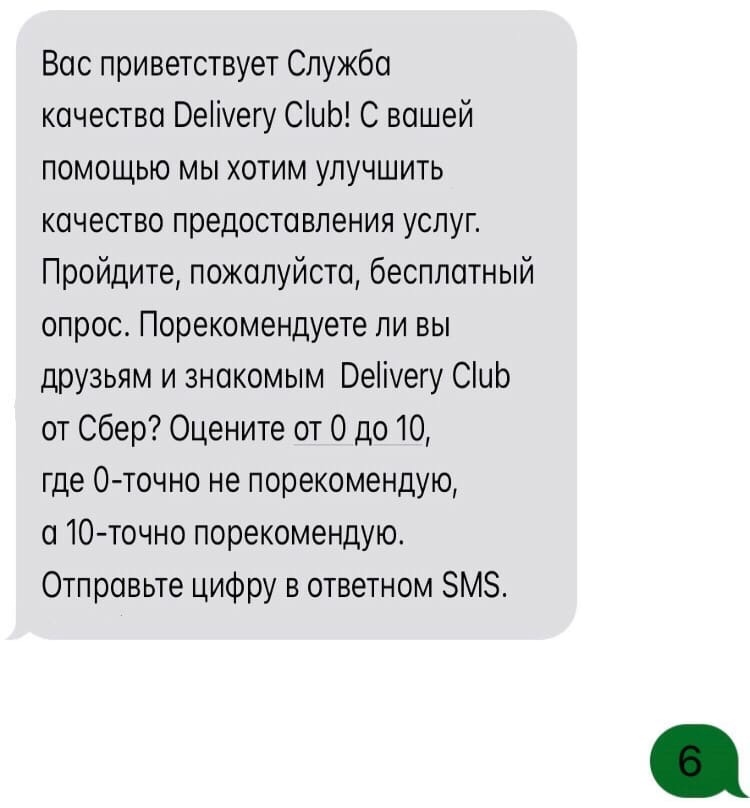 Вас приветствует Служба
качества Delivery Club! С вашей
помощью мы хотим улучшить
качество предоставления услуг.
Пройдите, пожалуйста, бесплатный
опрос. Порекомендуете ли вы
друзьям и знакомым Delivery Club
от Сбер? Оцените от 0 до 10,
где 0-точно не порекомендую,
а 10-точно порекомендую.
Отправьте цифру в ответном SMS.
6